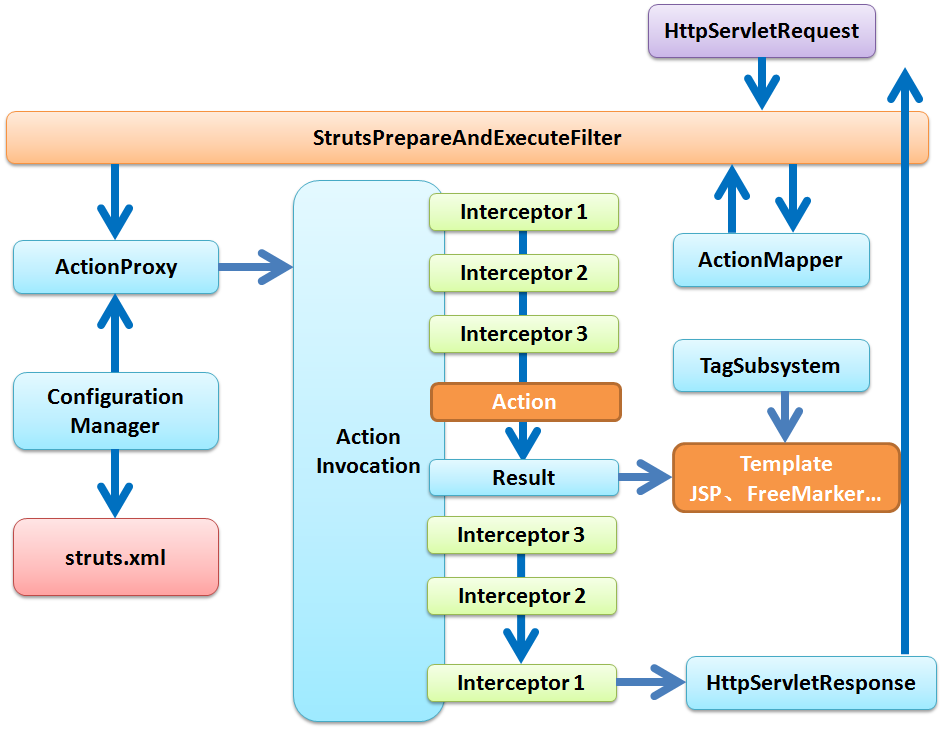 HttpServletRequest
StrutsPrepareAndExecuteFilter
ActionProxy
Configuration
Manager
struts.xml
Action
Invocation
Interceptor 1
Interceptor 2
Interceptor 3
Action
Result
Interceptor 3
Interceptor 2
Interceptor 1
ActionMapper
TagSubsystem
Template
JSP、FreeMarker...
HttpServletResponse